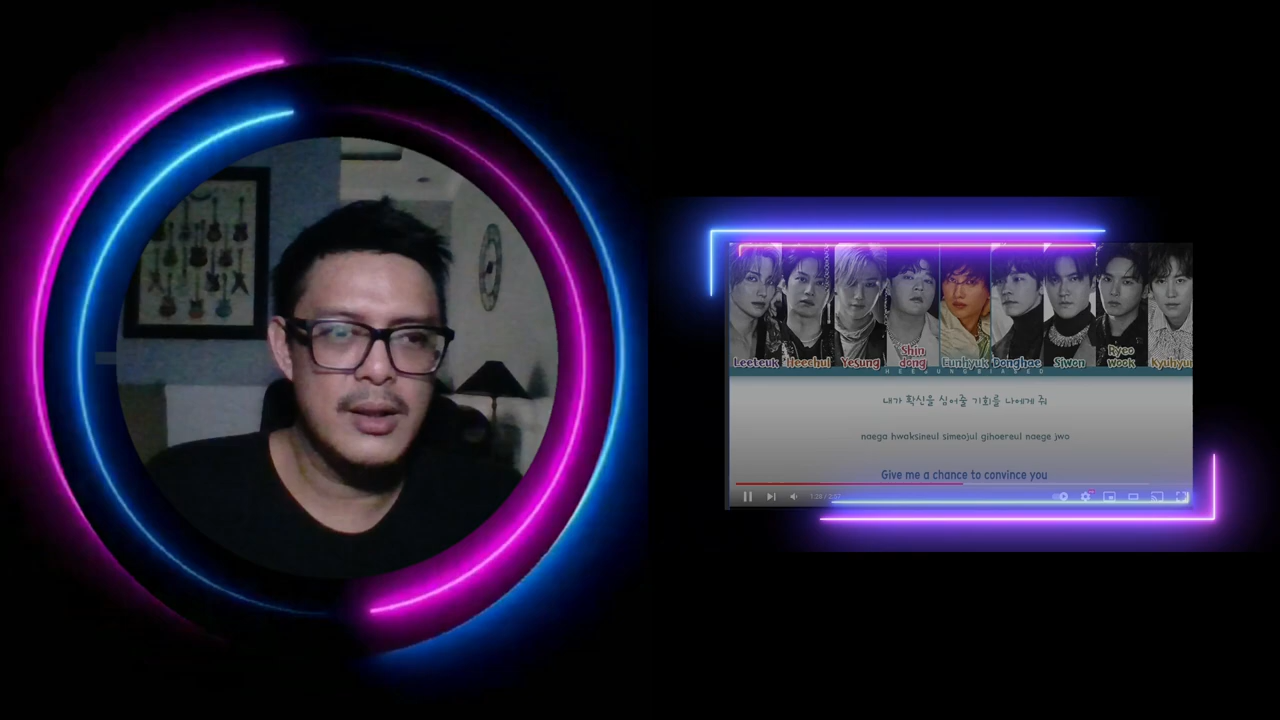 Leeteuk Heechul Yesung Shin dong Eunhyuk Donghae Siwon Ryeo wook Kyuhyun
HEEJUNGBIASED
내가 확신을 심어줄 기회를 나에게 줘
naega hwaksineul simeojul gihoereul naege jwo
Give me a chance to convince you